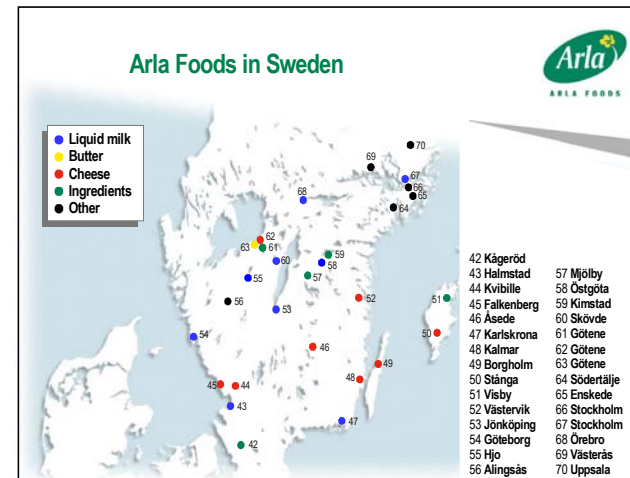 Arla Foods in Sweden
Arla
ARLA FOODS
Liquid milk
Butter
Cheese
Ingredients
Other
70
69
67
66
65
64
68
62
63
61
60
59
58
57
55
56
53
52
51
50
54
46
49
48
45
44
43
47
42
42 Kågeröd
43 Halmstad
44 Kvibille
45 Falkenberg
46 Åsede
47 Karlskrona
48 Kalmar
49 Borgholm
50 Stånga
51 Visby
52 Västervik
53 Jönköping
54 Göteborg
55 Hjo
56 Alingsås
57 Mjölby
58 Östgöta
59 Kimstad
60 Skövde
61 Götene
62 Götene
63 Götene
64 Södertälje
65 Enskede
66 Stockholm
67 Stockholm
68 Örebro
69 Västerås
70 Uppsala